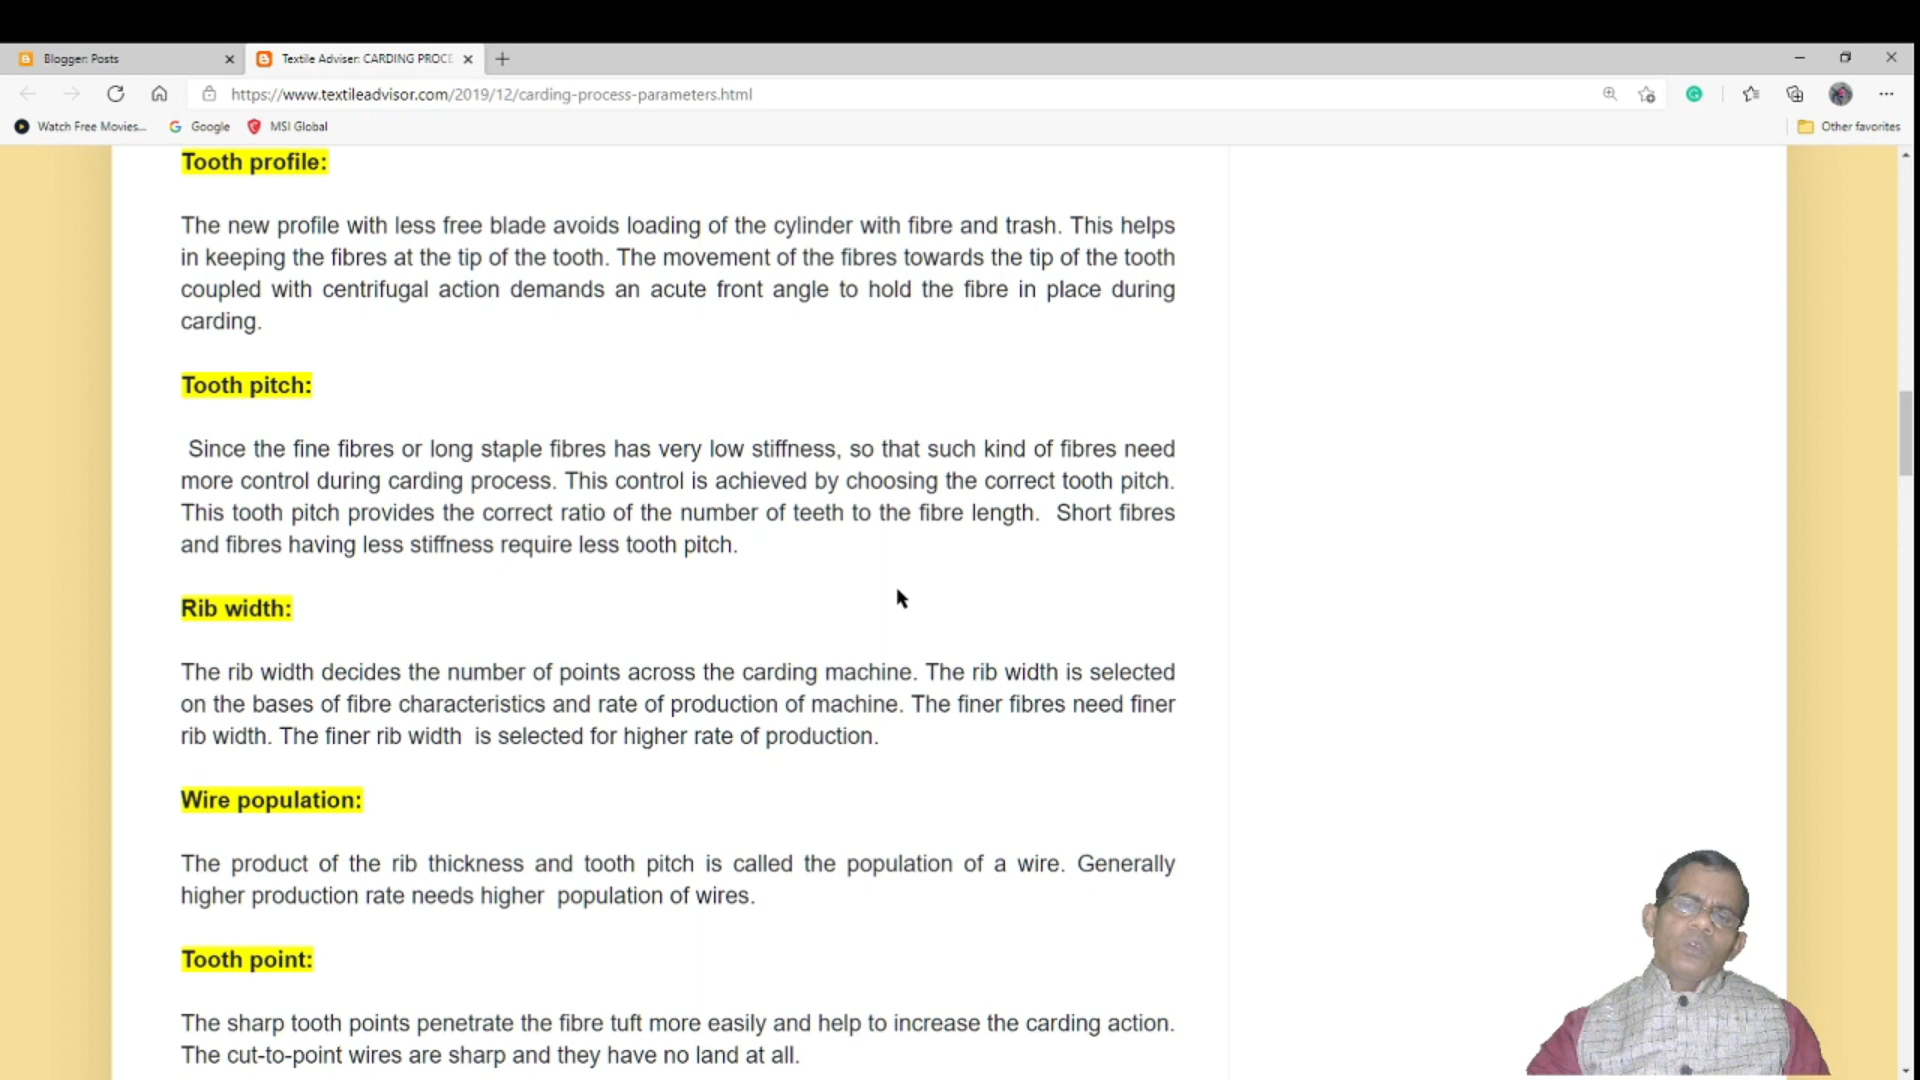 Blogger: Posts
Textile Adviser: CARDING PROCE
https://www.textileadvisor.com/2019/12/carding-process-parameters.html
Watch Free Movies...
Google
MSI Global
Other favorites
Tooth profile:
The new profile with less free blade avoids loading of the cylinder with fibre and trash. This helps
in keeping the fibres at the tip of the tooth. The movement of the fibres towards the tip of the tooth
coupled with centrifugal action demands an acute front angle to hold the fibre in place during
carding.
Tooth pitch:
Since the fine fibres or long staple fibres has very low stiffness, so that such kind of fibres need
more control during carding process. This control is achieved by choosing the correct tooth pitch.
This tooth pitch provides the correct ratio of the number of teeth to the fibre length. Short fibres
and fibres having less stiffness require less tooth pitch.
Rib width:
The rib width decides the number of points across the carding machine. The rib width is selected
on the bases of fibre characteristics and rate of production of machine. The finer fibres need finer
rib width. The finer rib width is selected for higher rate of production.
Wire population:
The product of the rib thickness and tooth pitch is called the population of a wire. Generally
higher production rate needs higher population of wires.
Tooth point:
The sharp tooth points penetrate the fibre tuft more easily and help to increase the carding action.
The cut-to-point wires are sharp and they have no land at all.